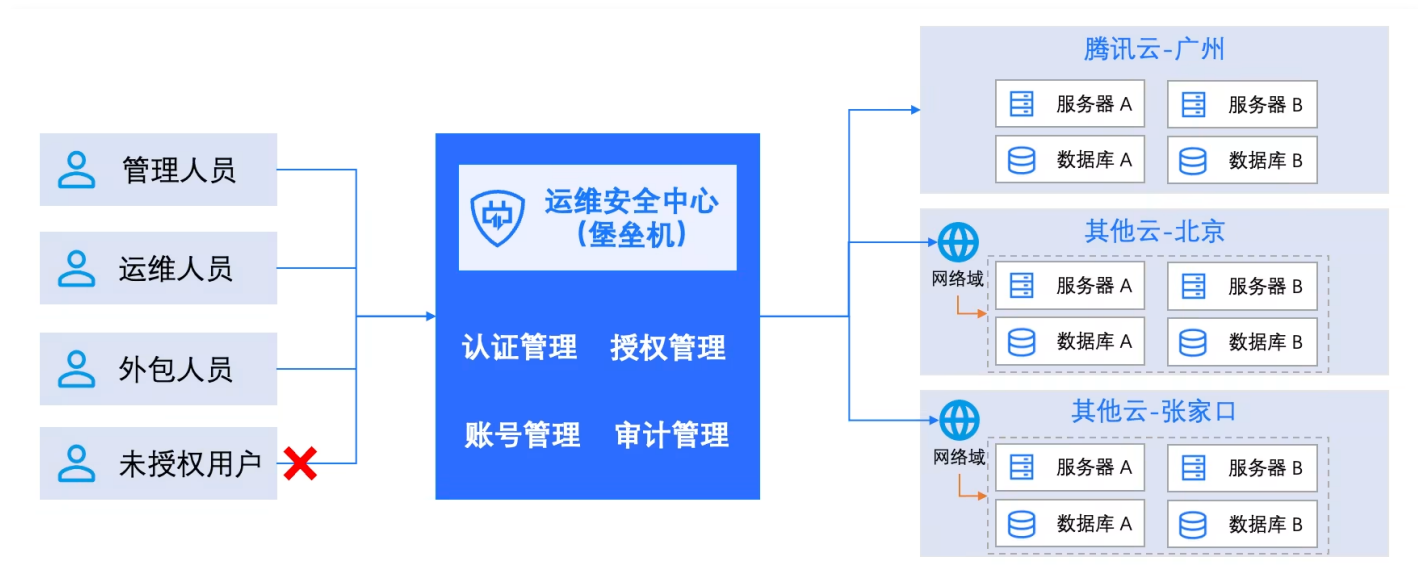 管理人员
运维人员
外包人员
未授权用户
运维安全中心
(堡垒机)
认证管理 授权管理
账号管理 审计管理
腾讯云-广州
服务器 A 服务器 B
数据库 A 数据库 B
其他云-北京
网络域
服务器 A 服务器 B
数据库 A 数据库 B
其他云-张家口
网络域
服务器 A 服务器 B
数据库 A 数据库 B